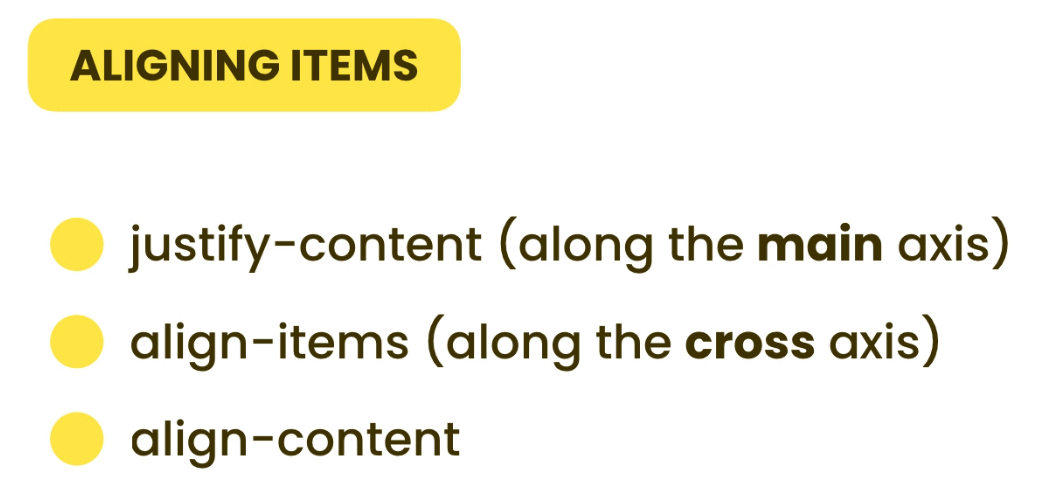 ALIGNING ITEMS
justify-content (along the main axis)
align-items (along the cross axis)
align-content